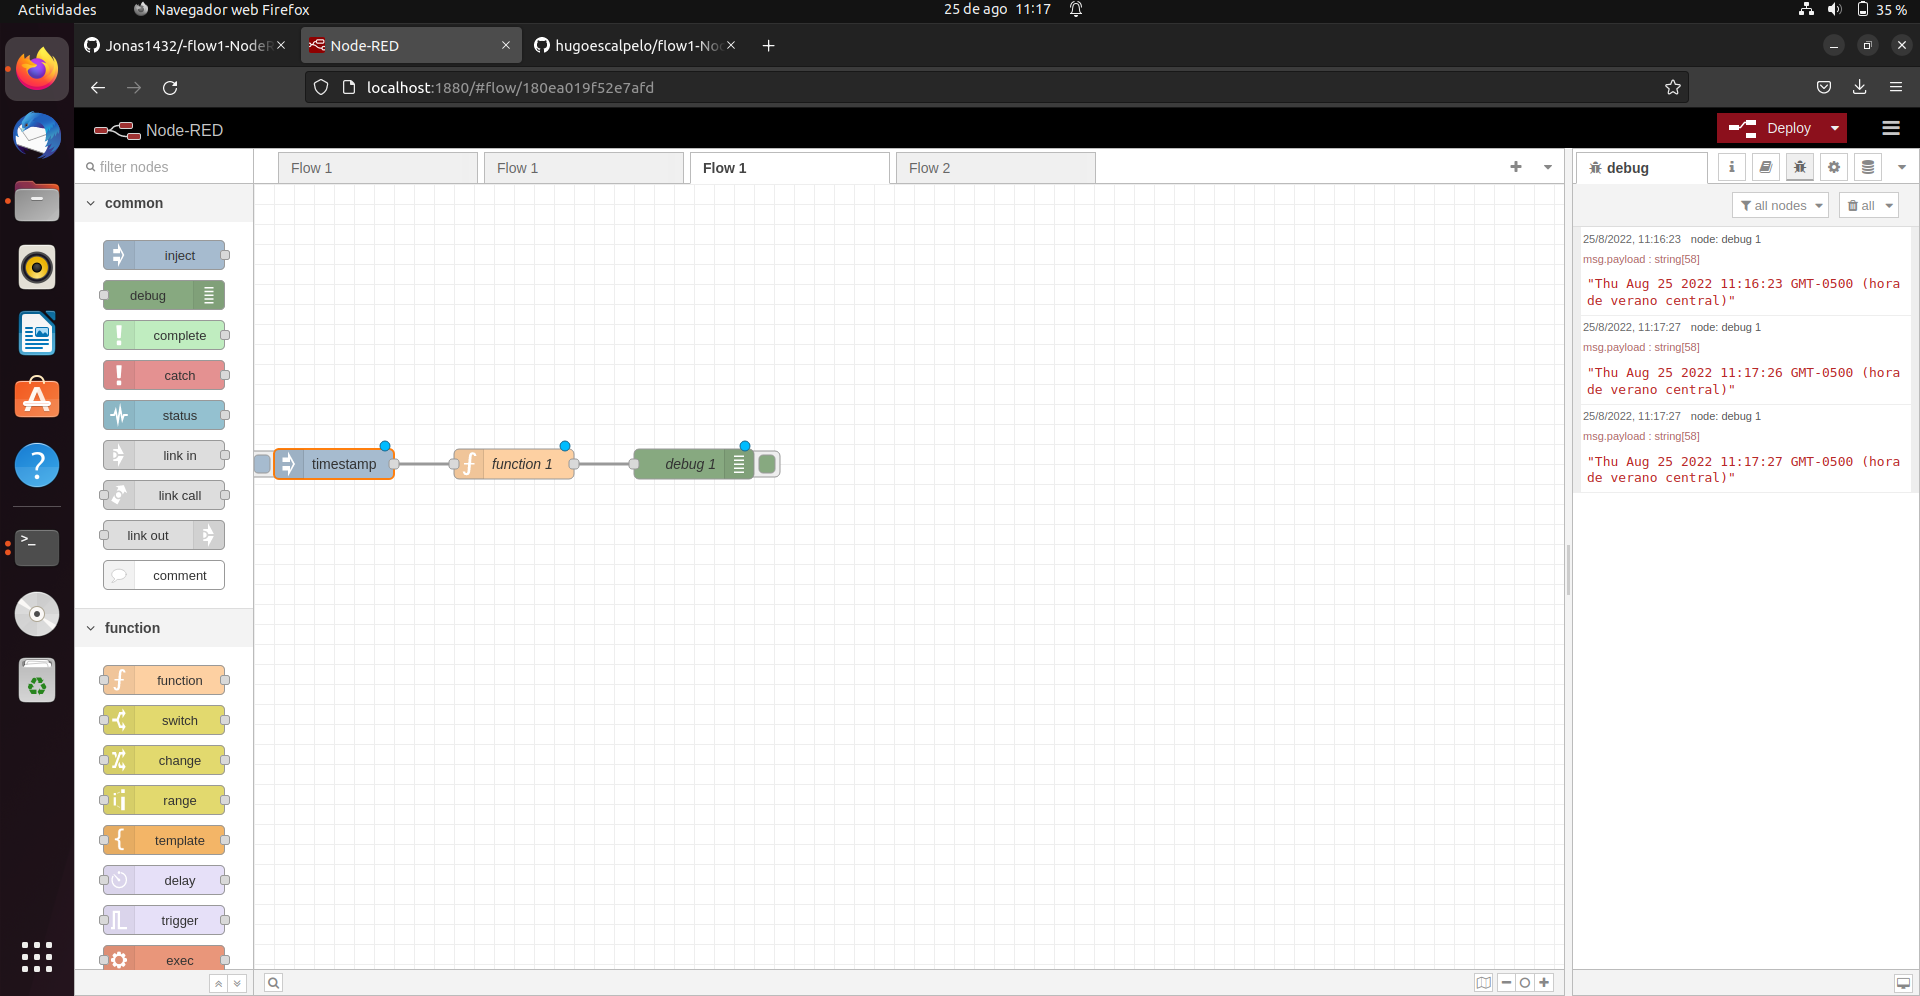 Actividades
Navegador web Firefox
25 de ago 11:17
35 %
Jonas1432/-flow1-NodeR
Node-RED
hugoescalpelo/flow1-Noc
localhost:1880/#flow/180ea019f52e7afd
Node-RED
Deploy
filter nodes
Flow 1
Flow 1
Flow 1
Flow 2
debug
common
all nodes
all
inject
debug
complete
catch
status
link in
link call
link out
comment
function
function
switch
change
range
template
delay
trigger
exec
timestamp
function 1
debug 1
25/8/2022, 11:16:23 node: debug 1
msg.payload : string[58]
"Thu Aug 25 2022 11:16:23 GMT-0500 (hora
de verano central)"
25/8/2022, 11:17:27 node: debug 1
msg.payload : string[58]
"Thu Aug 25 2022 11:17:26 GMT-0500 (hora
de verano central)"
25/8/2022, 11:17:27 node: debug 1
msg.payload : string[58]
"Thu Aug 25 2022 11:17:27 GMT-0500 (hora
de verano central)"